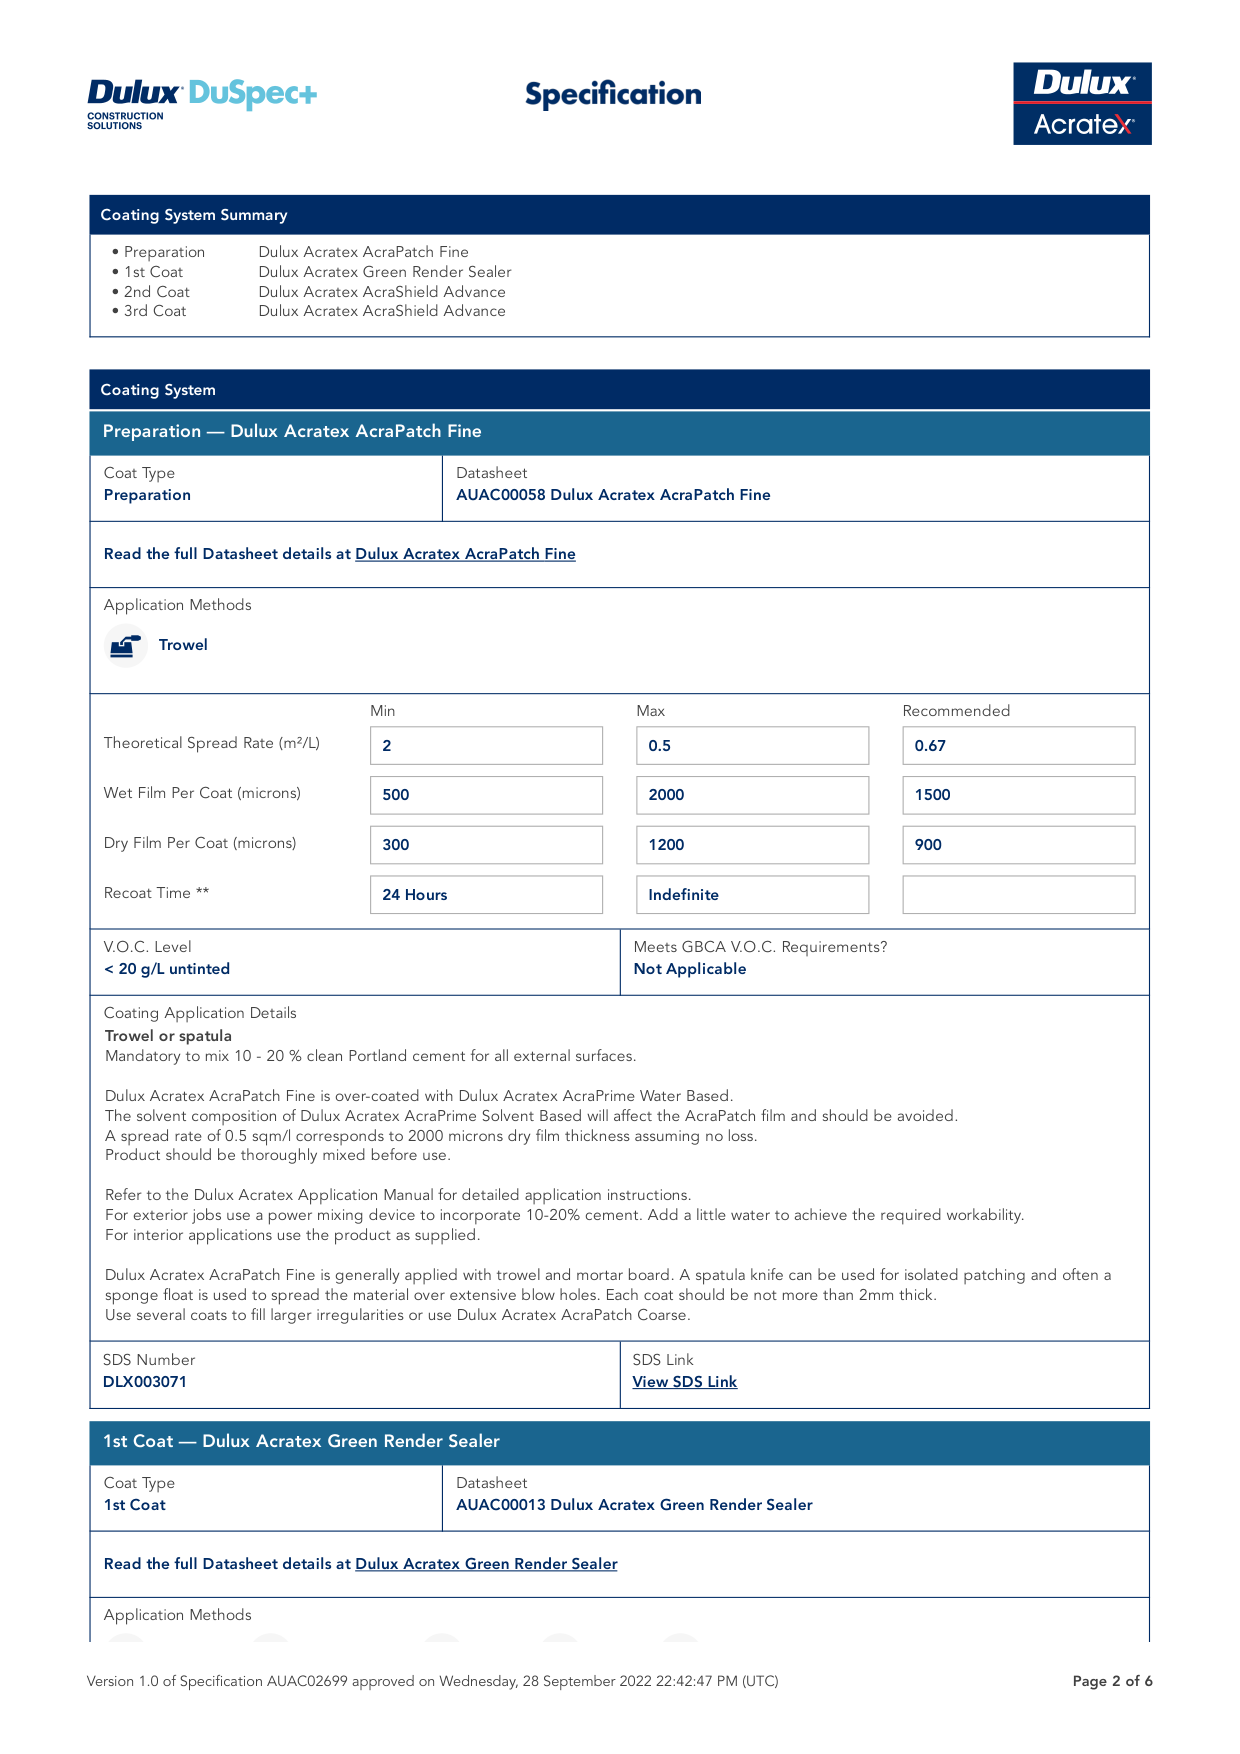 Dulux DuSpec+
CONSTRUCTION
SOLUTIONS
Specification
Dulux
Acratex
Coating System Summary
• Preparation Dulux Acratex AcraPatch Fine
• 1st Coat Dulux Acratex Green Render Sealer
• 2nd Coat Dulux Acratex AcraShield Advance
• 3rd Coat Dulux Acratex AcraShield Advance
Coating System
Preparation — Dulux Acratex AcraPatch Fine
Coat Type Datasheet
Preparation AUAC00058 Dulux Acratex AcraPatch Fine
Read the full Datasheet details at Dulux Acratex AcraPatch Fine
Application Methods
Trowel
Min Max Recommended
Theoretical Spread Rate (m²/L) 2 0.5 0.67
Wet Film Per Coat (microns) 500 2000 1500
Dry Film Per Coat (microns) 300 1200 900
Recoat Time ** 24 Hours Indefinite
V.O.C. Level Meets GBCA V.O.C. Requirements?
< 20 g/L untinted Not Applicable
Coating Application Details
Trowel or spatula
Mandatory to mix 10 - 20 % clean Portland cement for all external surfaces.
Dulux Acratex AcraPatch Fine is over-coated with Dulux Acratex AcraPrime Water Based.
The solvent composition of Dulux Acratex AcraPrime Solvent Based will affect the AcraPatch film and should be avoided.
A spread rate of 0.5 sqm/l corresponds to 2000 microns dry film thickness assuming no loss.
Product should be thoroughly mixed before use.
Refer to the Dulux Acratex Application Manual for detailed application instructions.
For exterior jobs use a power mixing device to incorporate 10-20% cement. Add a little water to achieve the required workability.
For interior applications use the product as supplied.
Dulux Acratex AcraPatch Fine is generally applied with trowel and mortar board. A spatula knife can be used for isolated patching and often a
sponge float is used to spread the material over extensive blow holes. Each coat should be not more than 2mm thick.
Use several coats to fill larger irregularities or use Dulux Acratex AcraPatch Coarse.
SDS Number SDS Link
DLX003071 View SDS Link
1st Coat — Dulux Acratex Green Render Sealer
Coat Type Datasheet
1st Coat AUAC00013 Dulux Acratex Green Render Sealer
Read the full Datasheet details at Dulux Acratex Green Render Sealer
Application Methods
Version 1.0 of Specification AUAC02699 approved on Wednesday, 28 September 2022 22:42:47 PM (UTC) Page 2 of 6